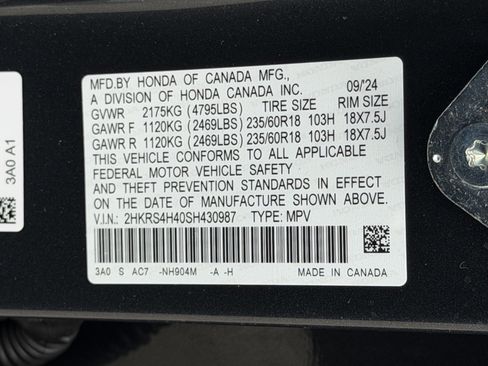 MFD.BY HONDA OF CANADA MFG.,
A DIVISION OF HONDA CANADA INC. 09/'24
GVWR 2175KG (4795LBS) TIRE SIZE RIM SIZE
GAWR F 1120KG (2469LBS) 235/60R18 103H 18X7.5J
GAWR R 1120KG (2469LBS) 235/60R18 103H 18X7.5J
THIS VEHICLE CONFORMS TO ALL APPLICABLE
FEDERAL MOTOR VEHICLE SAFETY
AND THEFT PREVENTION STANDARDS IN EFFECT
ON THE DATE OF MANUFACTURE SHOWN ABOVE.
V.I.N.: 2HKRS4H40SH430987 TYPE: MPV
3A0 S AC7 -NH904M -A -H MADE IN CANADA
3A0 A1